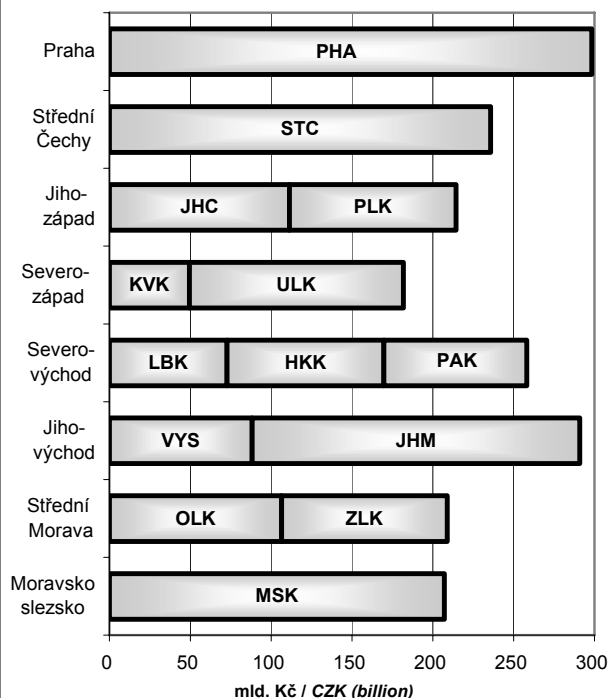 Praha
PHA
Střední
Čechy
STC
Jiho-
západ
JHC PLK
Severo-
západ
KVK ULK
Severo-
východ
LBK HKK PAK
Jiho-
východ
VYS JHM
Střední
Morava
OLK ZLK
Moravsko
slezsko
MSK
0 50 100 150 200 250 300
mld. Kč / CZK (billion)